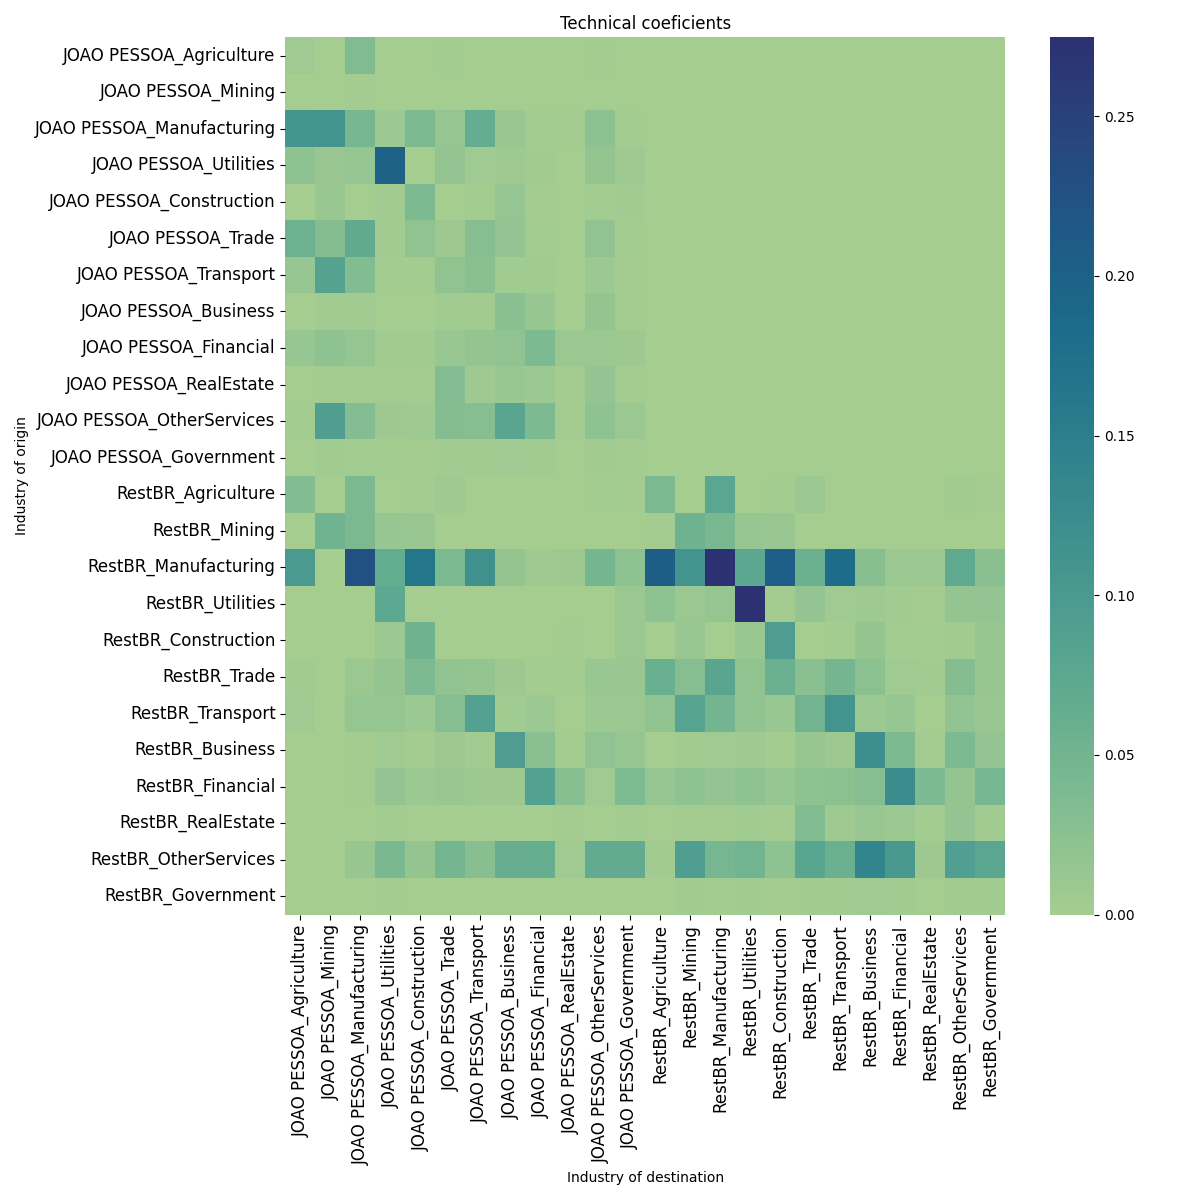 Technical coeficients
Industry of origin
JOAO PESSOA_Agriculture
JOAO PESSOA_Mining
JOAO PESSOA_Manufacturing
JOAO PESSOA_Utilities
JOAO PESSOA_Construction
JOAO PESSOA_Trade
JOAO PESSOA_Transport
JOAO PESSOA_Business
JOAO PESSOA_Financial
JOAO PESSOA_RealEstate
JOAO PESSOA_OtherServices
JOAO PESSOA_Government
RestBR_Agriculture
RestBR_Mining
RestBR_Manufacturing
RestBR_Utilities
RestBR_Construction
RestBR_Trade
RestBR_Transport
RestBR_Business
RestBR_Financial
RestBR_RealEstate
RestBR_OtherServices
RestBR_Government
JOAO PESSOA_Agriculture
JOAO PESSOA_Mining
JOAO PESSOA_Manufacturing
JOAO PESSOA_Utilities
JOAO PESSOA_Construction
JOAO PESSOA_Trade
JOAO PESSOA_Transport
JOAO PESSOA_Business
JOAO PESSOA_Financial
JOAO PESSOA_RealEstate
JOAO PESSOA_OtherServices
JOAO PESSOA_Government
RestBR_Agriculture
RestBR_Mining
RestBR_Manufacturing
RestBR_Utilities
RestBR_Construction
RestBR_Trade
RestBR_Transport
RestBR_Business
RestBR_Financial
RestBR_RealEstate
RestBR_OtherServices
RestBR_Government
Industry of destination
0.25
0.20
0.15
0.10
0.05
0.00